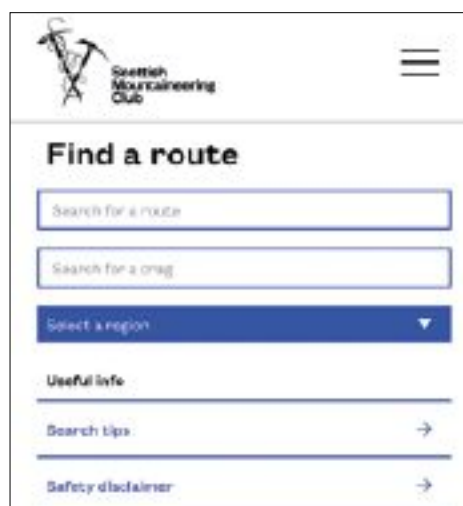 Scottish
Mountaineering
Club
Find a route
Search for a route
Search for a crag
Select a region
Useful info
Search tips
Safety disclaimer